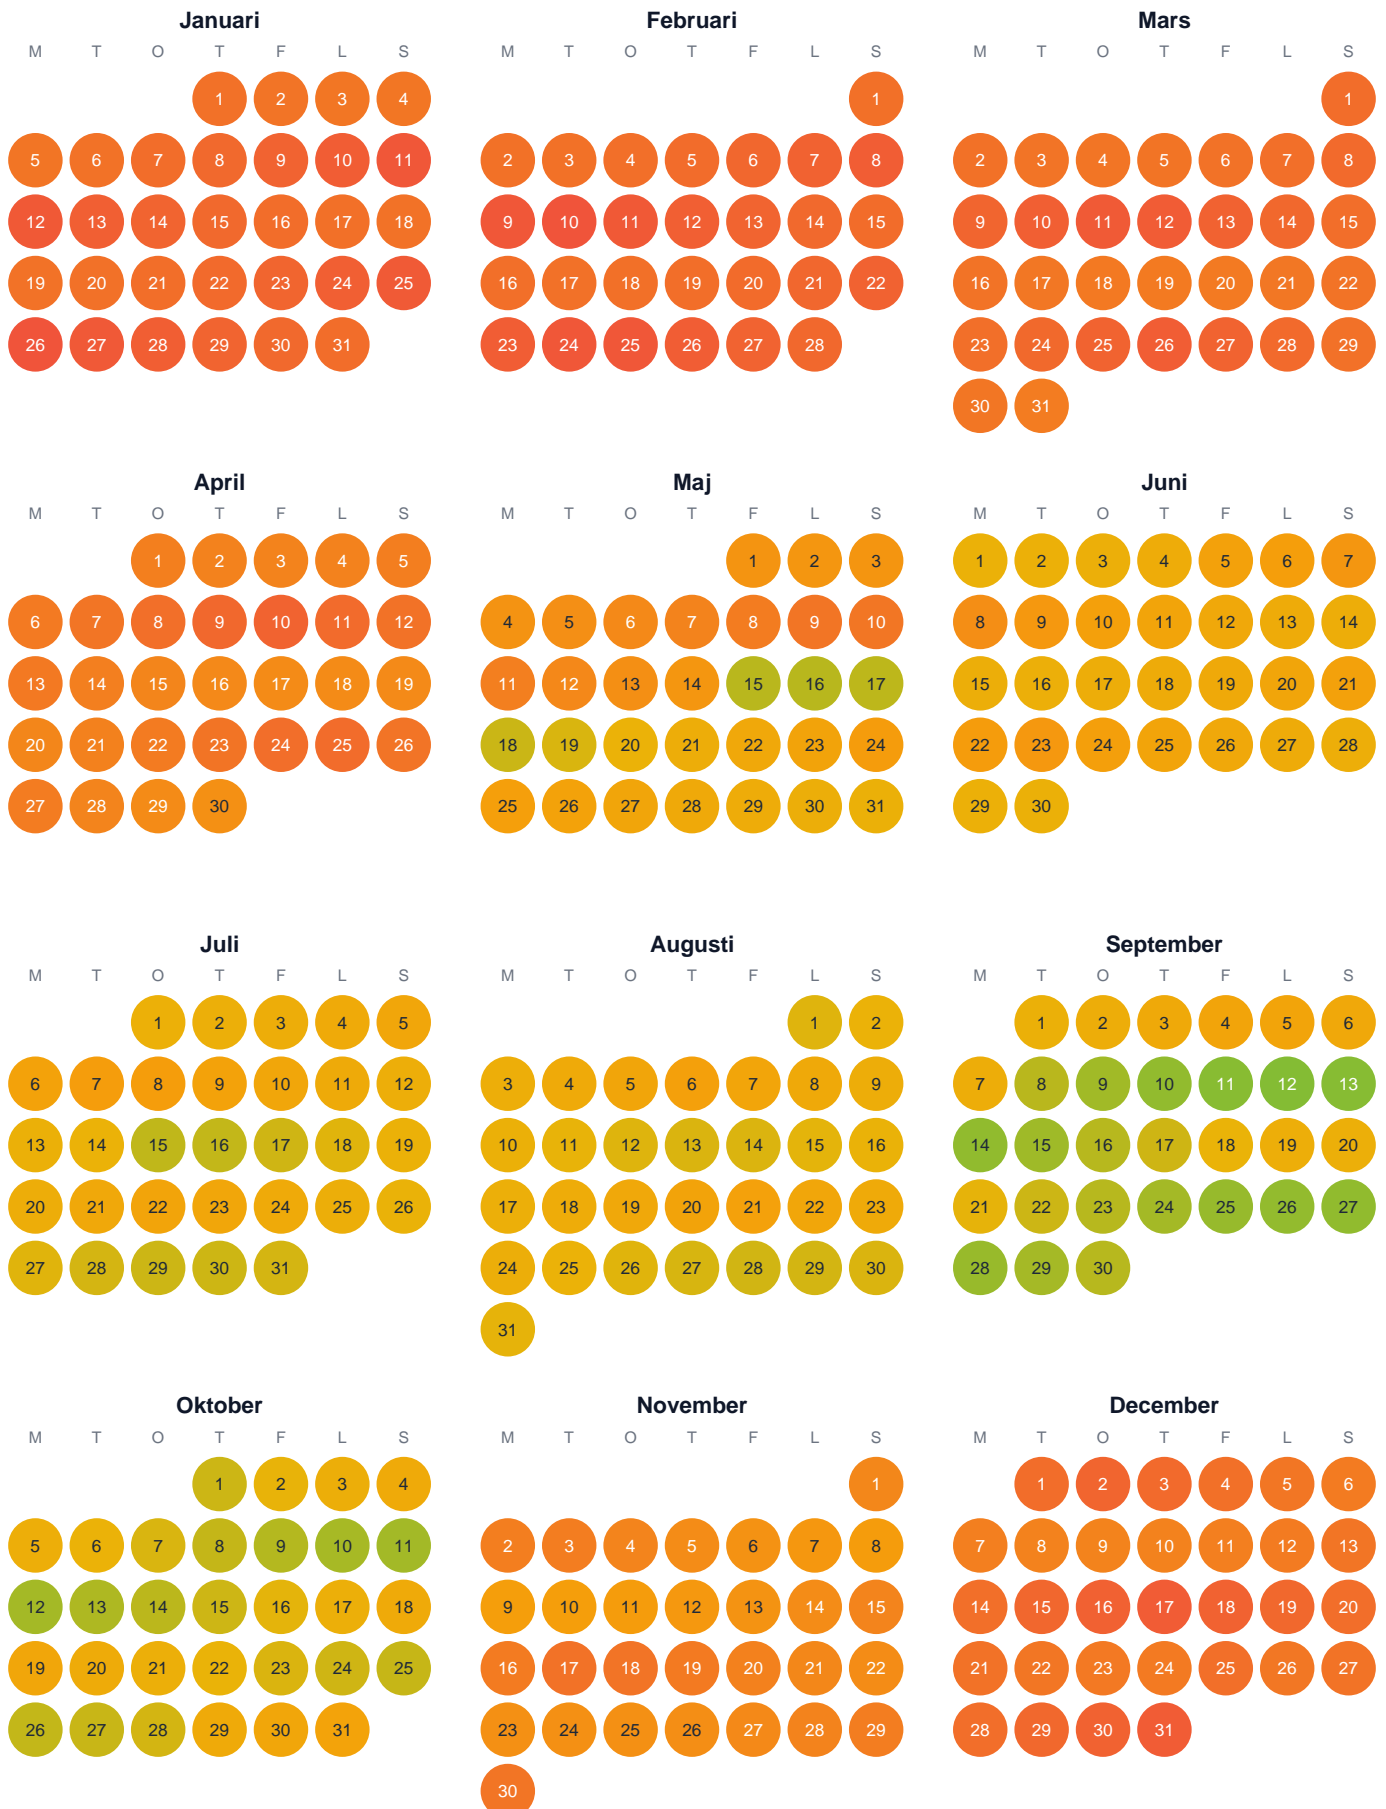 Januari
M T O T F L S
1 2 3 4
5 6 7 8 9 10 11
12 13 14 15 16 17 18
19 20 21 22 23 24 25
26 27 28 29 30 31
Februari
M T O T F L S
1
2 3 4 5 6 7 8
9 10 11 12 13 14 15
16 17 18 19 20 21 22
23 24 25 26 27 28
Mars
M T O T F L S
1
2 3 4 5 6 7 8
9 10 11 12 13 14 15
16 17 18 19 20 21 22
23 24 25 26 27 28 29
30 31
April
M T O T F L S
1 2 3 4 5
6 7 8 9 10 11 12
13 14 15 16 17 18 19
20 21 22 23 24 25 26
27 28 29 30
Maj
M T O T F L S
1 2 3
4 5 6 7 8 9 10
11 12 13 14 15 16 17
18 19 20 21 22 23 24
25 26 27 28 29 30 31
Juni
M T O T F L S
1 2 3 4 5 6 7
8 9 10 11 12 13 14
15 16 17 18 19 20 21
22 23 24 25 26 27 28
29 30
Juli
M T O T F L S
1 2 3 4 5
6 7 8 9 10 11 12
13 14 15 16 17 18 19
20 21 22 23 24 25 26
27 28 29 30 31
Augusti
M T O T F L S
1 2
3 4 5 6 7 8 9
10 11 12 13 14 15 16
17 18 19 20 21 22 23
24 25 26 27 28 29 30
31
September
M T O T F L S
1 2 3 4 5 6
7 8 9 10 11 12 13
14 15 16 17 18 19 20
21 22 23 24 25 26 27
28 29 30
Oktober
M T O T F L S
1 2 3 4
5 6 7 8 9 10 11
12 13 14 15 16 17 18
19 20 21 22 23 24 25
26 27 28 29 30 31
November
M T O T F L S
1
2 3 4 5 6 7 8
9 10 11 12 13 14 15
16 17 18 19 20 21 22
23 24 25 26 27 28 29
30
December
M T O T F L S
1 2 3 4 5 6
7 8 9 10 11 12 13
14 15 16 17 18 19 20
21 22 23 24 25 26 27
28 29 30 31